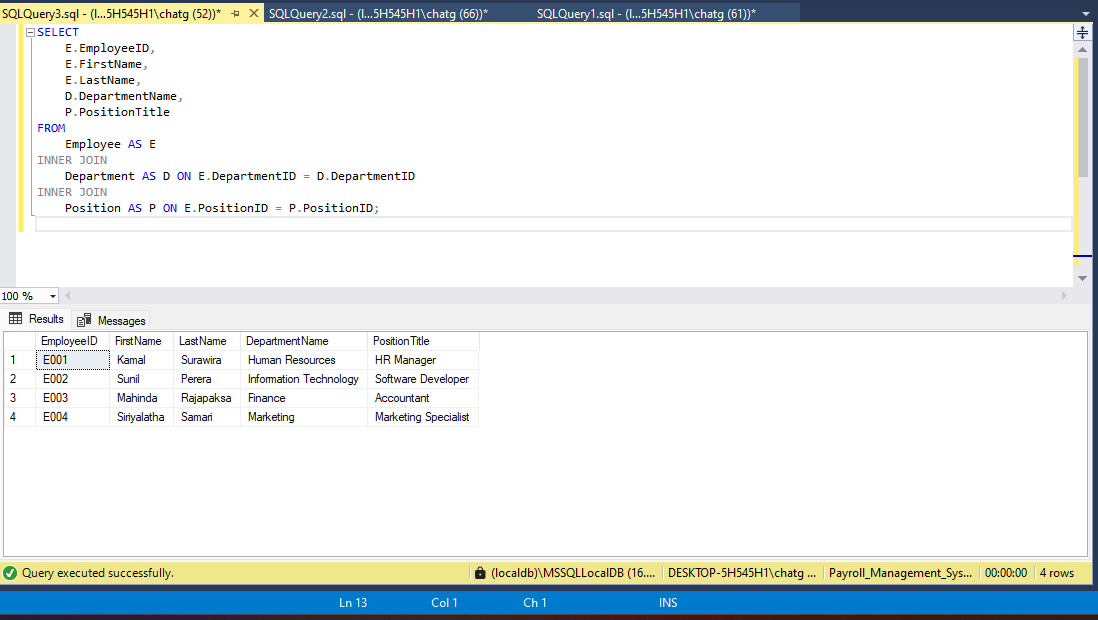 SQLQuery3.sql - (l...5H545H1\chatg (52))* SQLQuery2.sql - (l...5H545H1\chatg (66))* SQLQuery1.sql - (l...5H545H1\chatg (61))*
SELECT
E.EmployeeID,
E.FirstName,
E.LastName,
D.DepartmentName,
P.PositionTitle
FROM
Employee AS E
INNER JOIN
Department AS D ON E.DepartmentID = D.DepartmentID
INNER JOIN
Position AS P ON E.PositionID = P.PositionID;
100 %
Results Messages
EmployeeID FirstName LastName DepartmentName PositionTitle
1 E001 Kamal Surawira Human Resources HR Manager
2 E002 Sunil Perera Information Technology Software Developer
3 E003 Mahinda Rajapaksa Finance Accountant
4 E004 Siriyalatha Samari Marketing Marketing Specialist
Query executed successfully. (localdb)\MSSQLLocalDB (16.... DESKTOP-5H545H1\chatg ... Payroll_Management_Sys... 00:00:00 4 rows
Ln 13 Col 1 Ch 1 INS